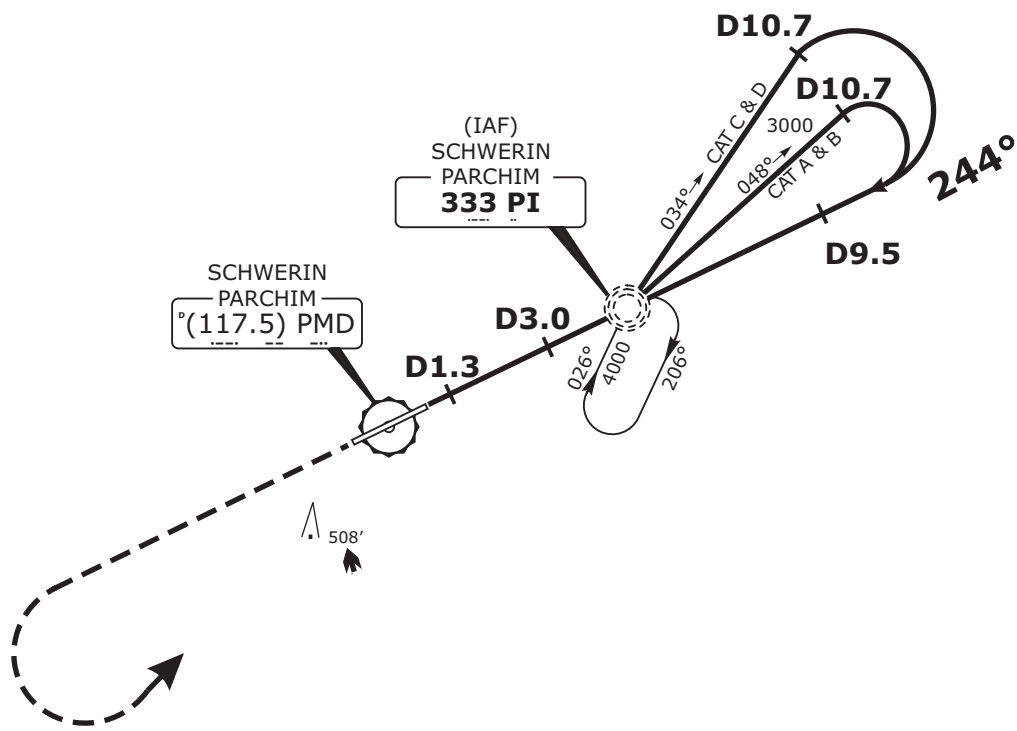 D10.7
D10.7
3000
034° CAT C & D
048° CAT A & B
244°
D9.5
(IAF)
SCHWERIN
PARCHIM
333 PI
SCHWERIN
PARCHIM
D(117.5) PMD
D3.0
D1.3
026°
4000
206°
508'